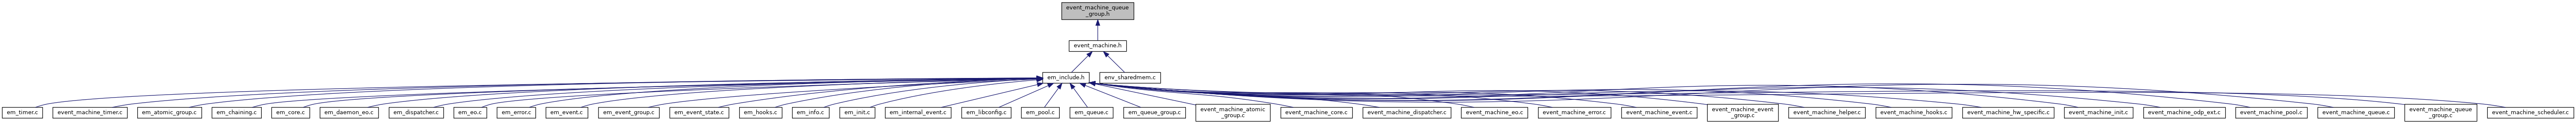 event_machine_queue
_group.h
event_machine.h
em_include.h
env_sharedmem.c
em_timer.c
event_machine_timer.c
em_atomic_group.c
em_chaining.c
em_core.c
em_daemon_eo.c
em_dispatcher.c
em_eo.c
em_error.c
em_event.c
em_event_group.c
em_event_state.c
em_hooks.c
em_info.c
em_init.c
em_internal_event.c
em_libconfig.c
em_pool.c
em_queue.c
em_queue_group.c
event_machine_atomic
_group.c
event_machine_core.c
event_machine_dispatcher.c
event_machine_eo.c
event_machine_error.c
event_machine_event.c
event_machine_event
_group.c
event_machine_helper.c
event_machine_hooks.c
event_machine_hw_specific.c
event_machine_init.c
event_machine_odp_ext.c
event_machine_pool.c
event_machine_queue.c
event_machine_queue
_group.c
event_machine_scheduler.c